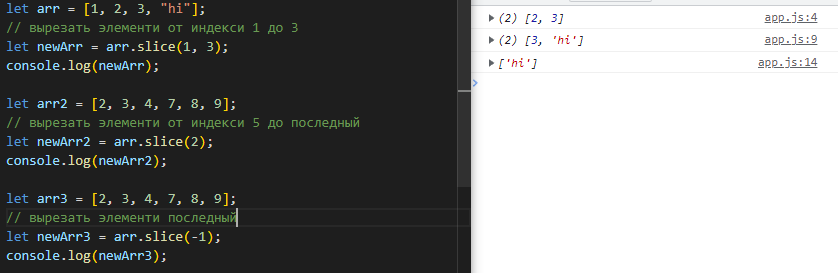 let arr = [1, 2, 3, "hi"];
// вырезать элементи от индекси 1 до 3
let newArr = arr.slice(1, 3);
console.log(newArr);
let arr2 = [2, 3, 4, 7, 8, 9];
// вырезать элементи от индекси 5 до последный
let newArr2 = arr.slice(2);
console.log(newArr2);
let arr3 = [2, 3, 4, 7, 8, 9];
// вырезать элементи последный
let newArr3 = arr.slice(-1);
console.log(newArr3);
(2) [2, 3] app.js:4
(2) [3, 'hi'] app.js:9
['hi'] app.js:14